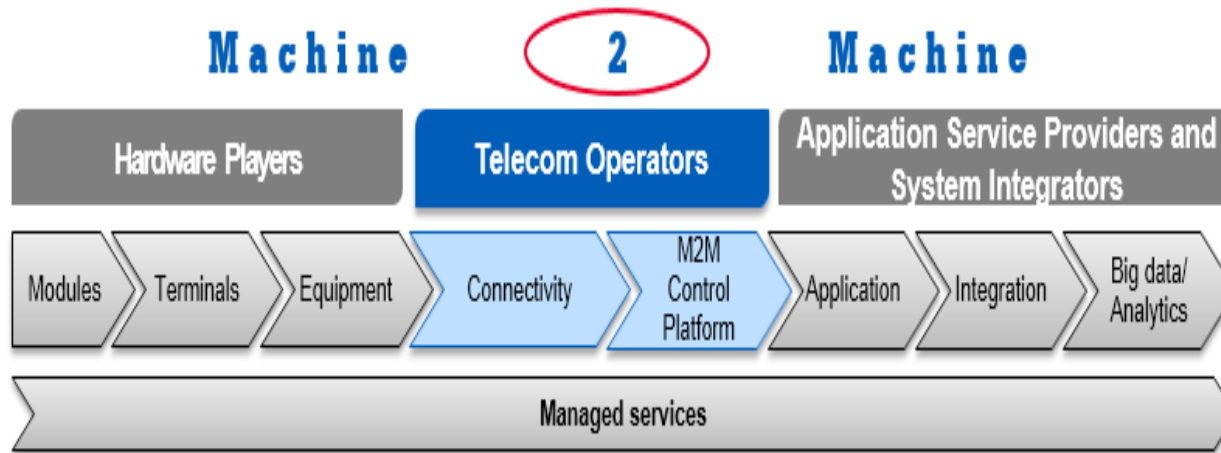 Machine 2 Machine
Hardware Players
Telecom Operators
Application Service Providers and
System Integrators
Modules
Terminals
Equipment
Connectivity
M2M
Control
Platform
Application
Integration
Big data/
Analytics
Managed services